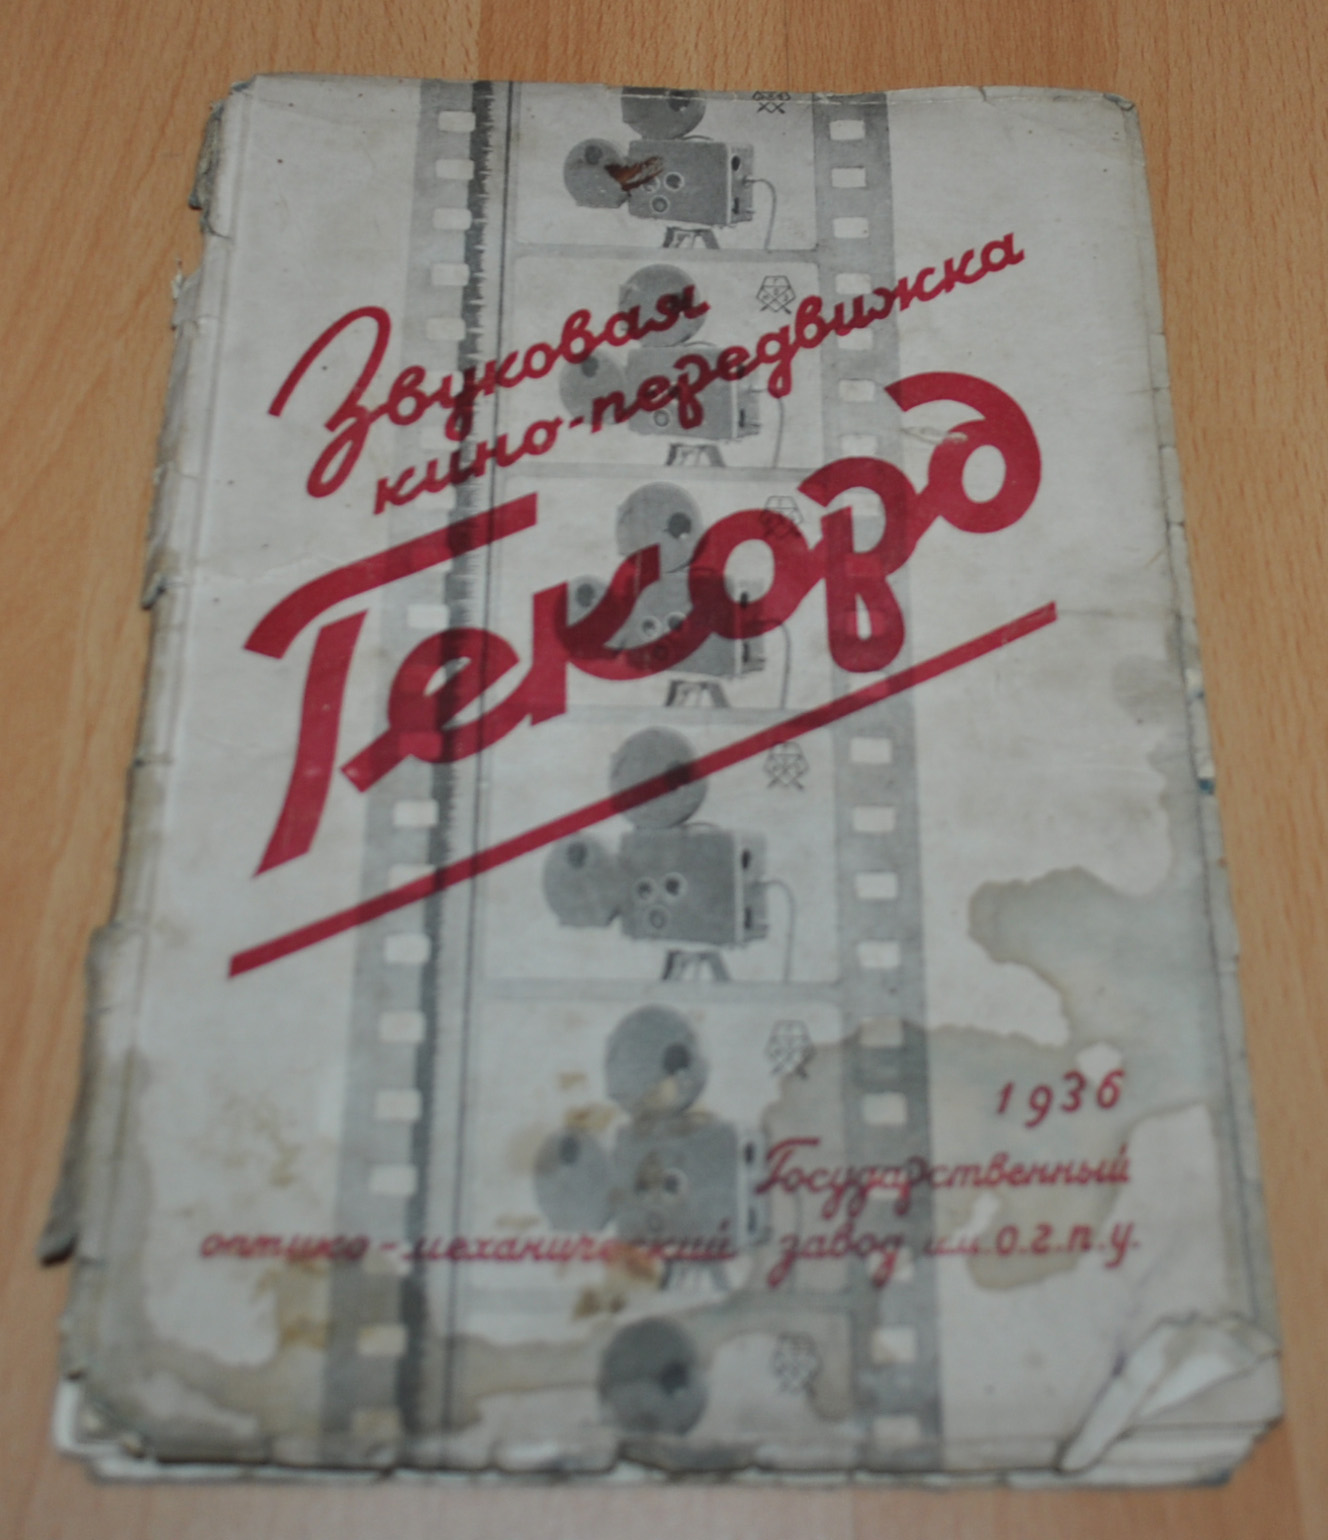 Звуковая
кино-передвижка
Гекорд
1936
Государственный
оптико-механический завод им о.г.п.у.